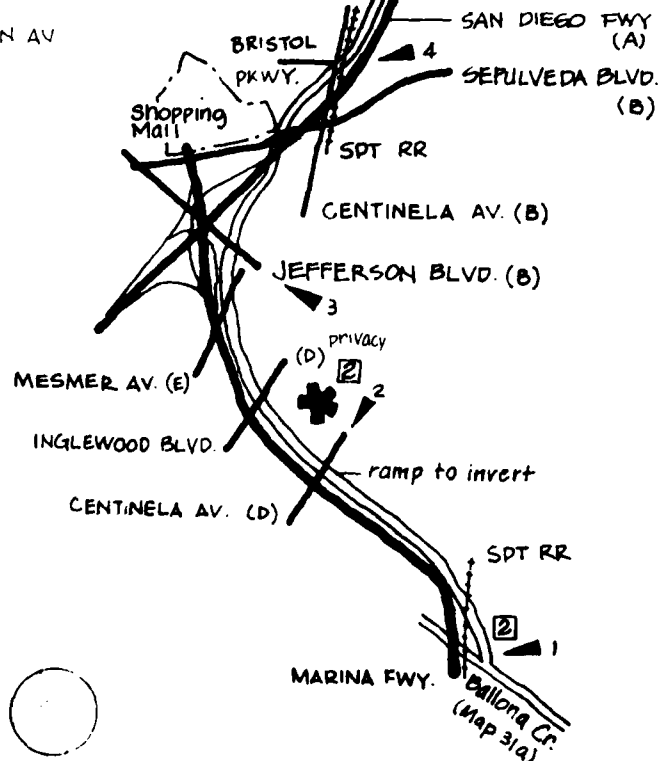 N AV
SAN DIEGO FWY
(A)
BRISTOL
PKWY.
4
SEPULVEDA BLVD.
(B)
Shopping
Mall
SPT RR
CENTINELA AV. (B)
JEFFERSON BLVD. (B)
3
(D) privacy
2
2
MESMER AV. (E)
INGLEWOOD BLVD.
ramp to invert
CENTINELA AV. (D)
SPT RR
2
1
MARINA FWY.
Ballona Cr.
(Map 31a)